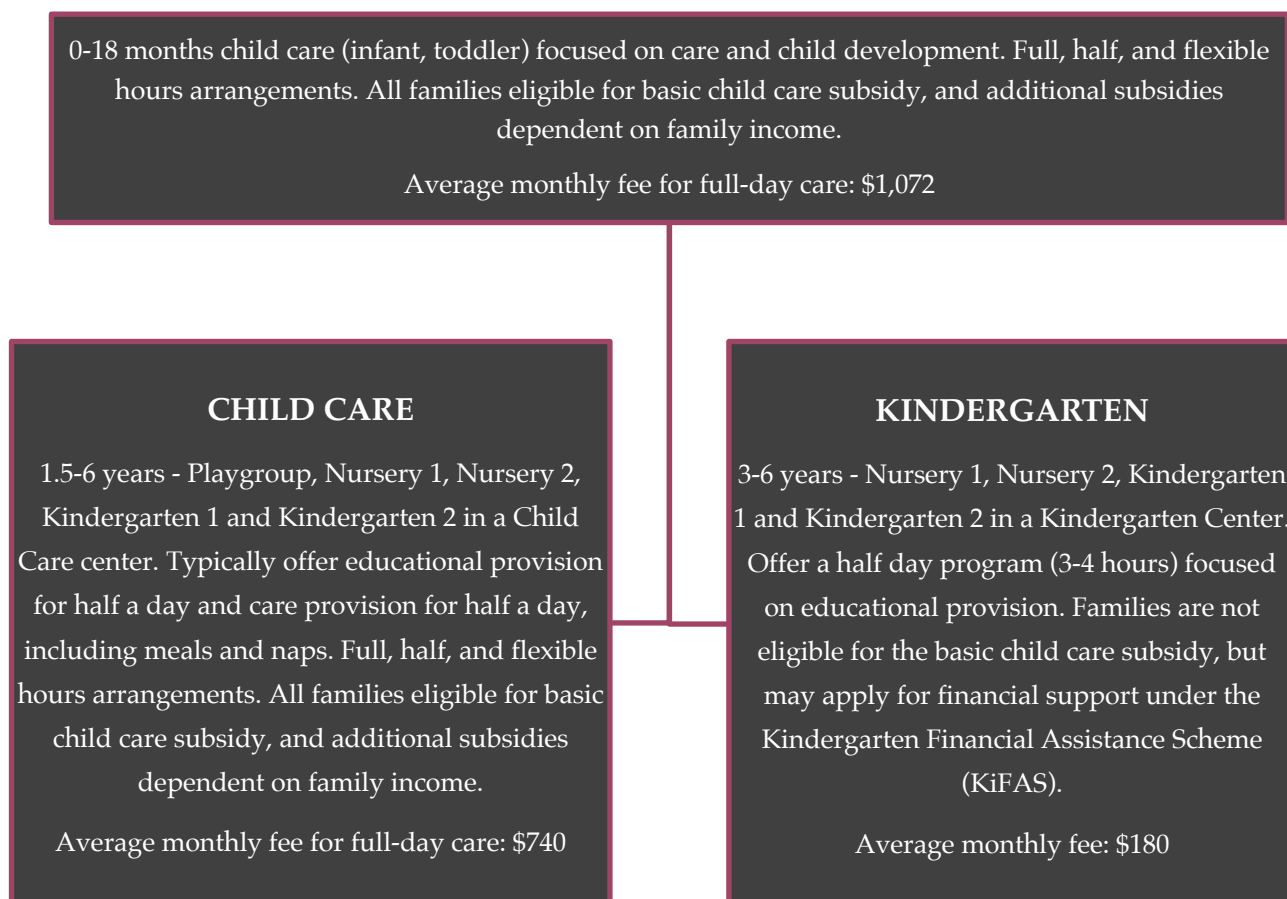 0-18 months child care (infant, toddler) focused on care and child development. Full, half, and flexible
hours arrangements. All families eligible for basic child care subsidy, and additional subsidies
dependent on family income.
Average monthly fee for full-day care: $1,072
CHILD CARE
1.5-6 years - Playgroup, Nursery 1, Nursery 2,
Kindergarten 1 and Kindergarten 2 in a Child
Care center. Typically offer educational provision
for half a day and care provision for half a day,
including meals and naps. Full, half, and flexible
hours arrangements. All families eligible for basic
child care subsidy, and additional subsidies
dependent on family income.
Average monthly fee for full-day care: $740
KINDERGARTEN
3-6 years - Nursery 1, Nursery 2, Kindergarten
1 and Kindergarten 2 in a Kindergarten Center.
Offer a half day program (3-4 hours) focused
on educational provision. Families are not
eligible for the basic child care subsidy, but
may apply for financial support under the
Kindergarten Financial Assistance Scheme
(KiFAS).
Average monthly fee: $180